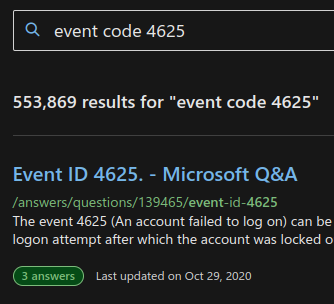 event code 4625
553,869 results for "event code 4625"
Event ID 4625. - Microsoft Q&A
/answers/questions/139465/event-id-4625
The event 4625 (An account failed to log on) can be
logon attempt after which the account was locked o
3 answers Last updated on Oct 29, 2020